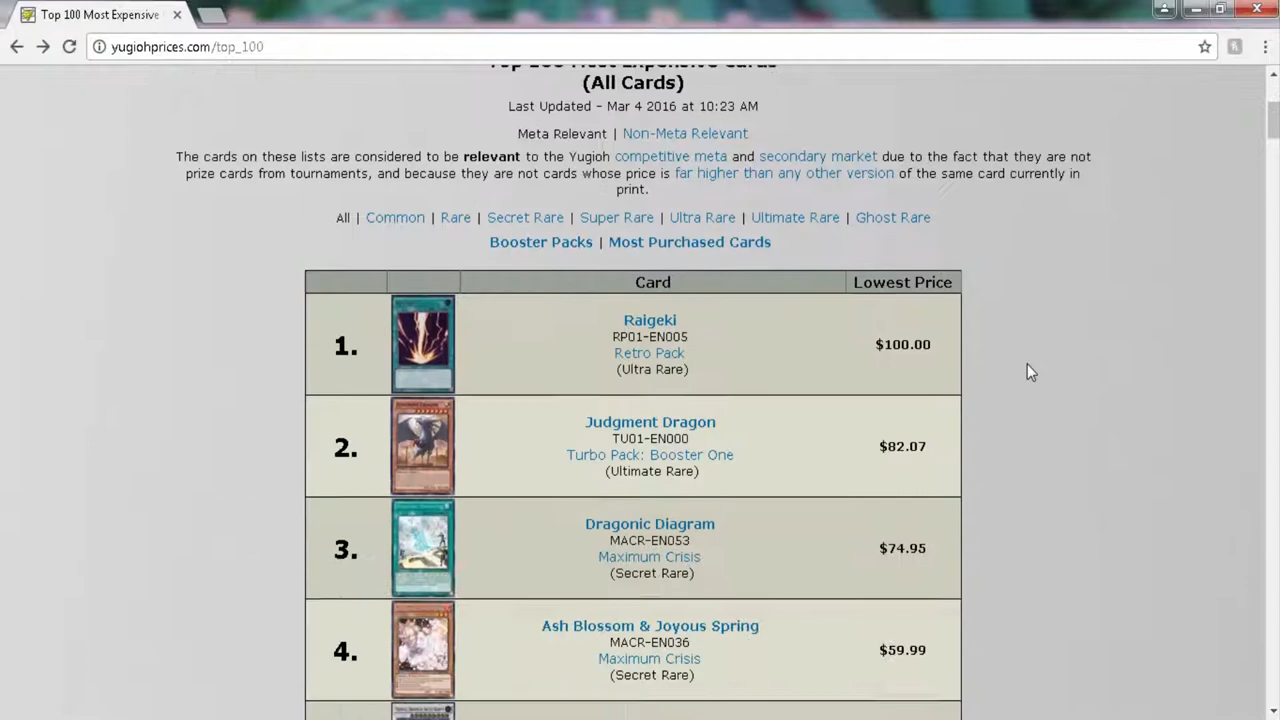 Top 100 Most Expensive
yugiohprices.com/top_100
Top 100 Most Expensive Cards
(All Cards)
Last Updated - Mar 4 2016 at 10:23 AM
Meta Relevant | Non-Meta Relevant
The cards on these lists are considered to be relevant to the Yugioh competitive meta and secondary market due to the fact that they are not
prize cards from tournaments, and because they are not cards whose price is far higher than any other version of the same card currently in
print.
All | Common | Rare | Secret Rare | Super Rare | Ultra Rare | Ultimate Rare | Ghost Rare
Booster Packs | Most Purchased Cards
Card Lowest Price
1. Raigeki
RP01-EN005
Retro Pack
(Ultra Rare)
$100.00
2. Judgment Dragon
TU01-EN000
Turbo Pack: Booster One
(Ultimate Rare)
$82.07
3. Dragonic Diagram
MACR-EN053
Maximum Crisis
(Secret Rare)
$74.95
4. Ash Blossom & Joyous Spring
MACR-EN036
Maximum Crisis
(Secret Rare)
$59.99